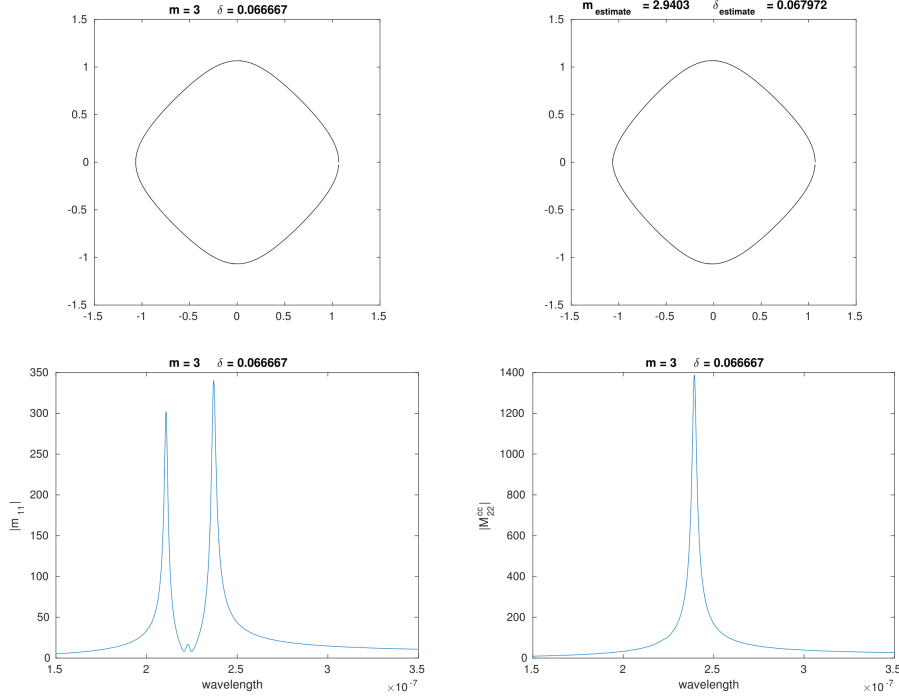 m = 3 δ = 0.066667
1.5
1
0.5
0
-0.5
-1
-1.5
-1.5 -1 -0.5 0 0.5 1 1.5
m estimate = 2.9403 δ estimate = 0.067972
1.5
1
0.5
0
-0.5
-1
-1.5
-1.5 -1 -0.5 0 0.5 1 1.5
m = 3 δ = 0.066667
350
300
250
200
150
100
50
0
|m 11|
1.5 2 2.5 3 3.5
wavelength
×10 -7
m = 3 δ = 0.066667
1400
1200
1000
800
600
400
200
0
|M cc 22|
1.5 2 2.5 3 3.5
wavelength
×10 -7